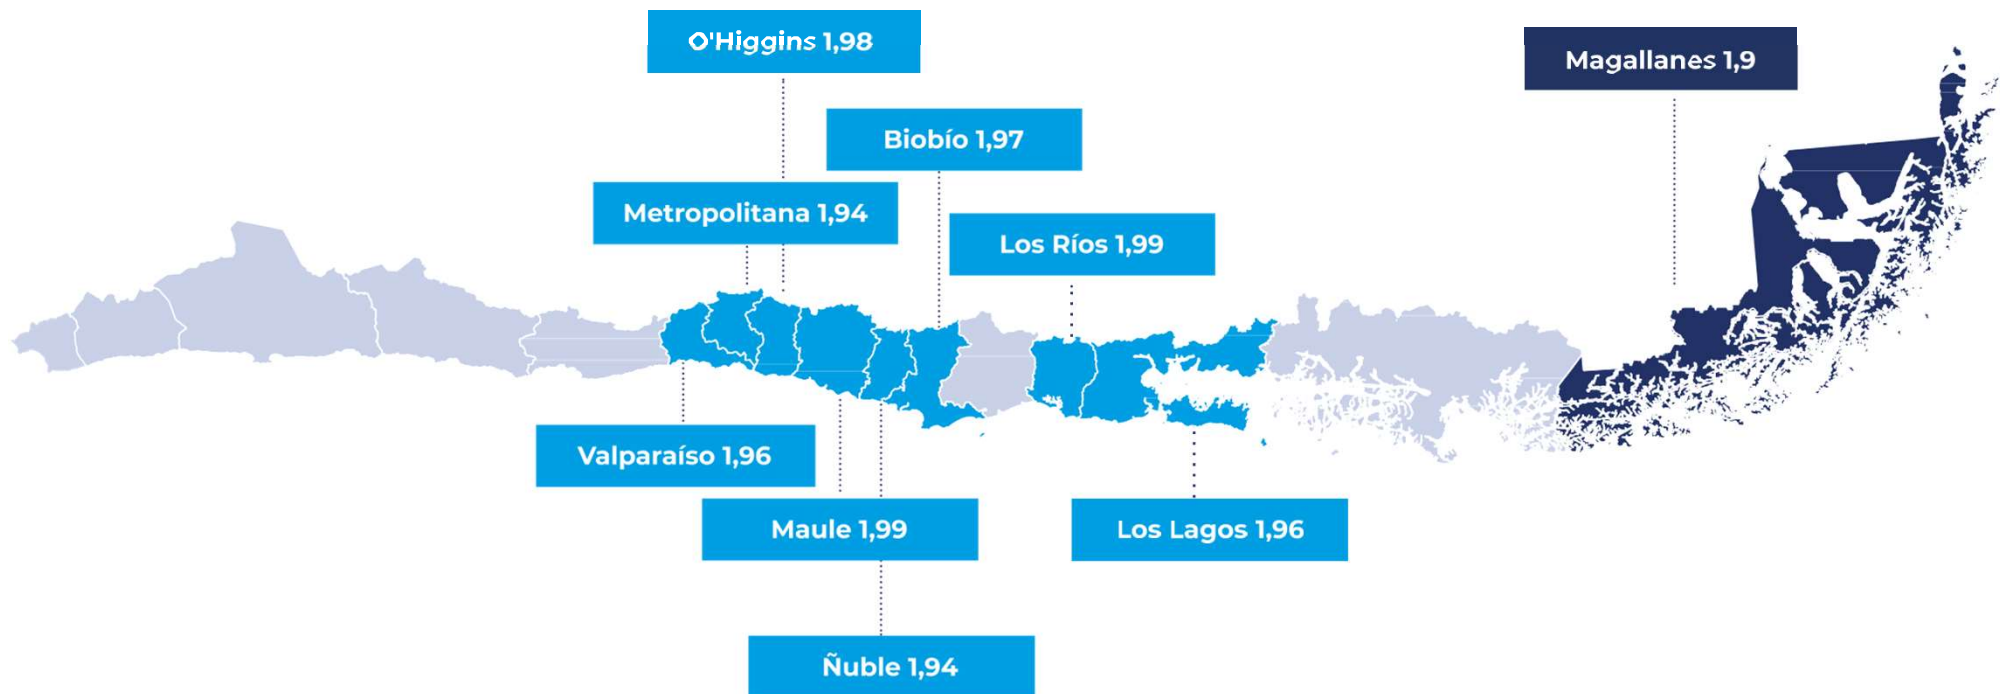 O'Higgins 1,98
Magallanes 1,9
Biobío 1,97
Metropolitana 1,94
Los Ríos 1,99
Valparaíso 1,96
Maule 1,99
Los Lagos 1,96
Ñuble 1,94